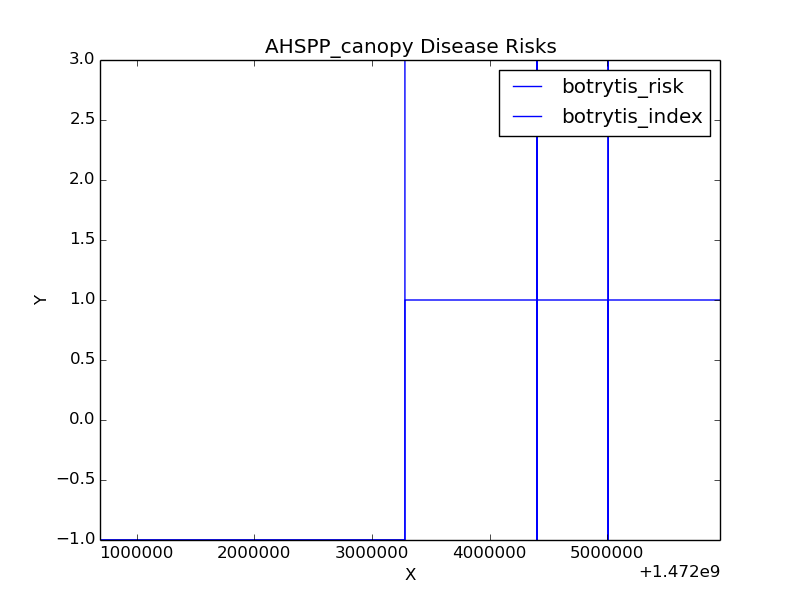 AHSPP_canopy Disease Risks
3.0
2.5
2.0
1.5
1.0
0.5
0.0
−0.5
−1.0
Y
botrytis_risk
botrytis_index
1000000 2000000 3000000 4000000 5000000
+1.472e9
X